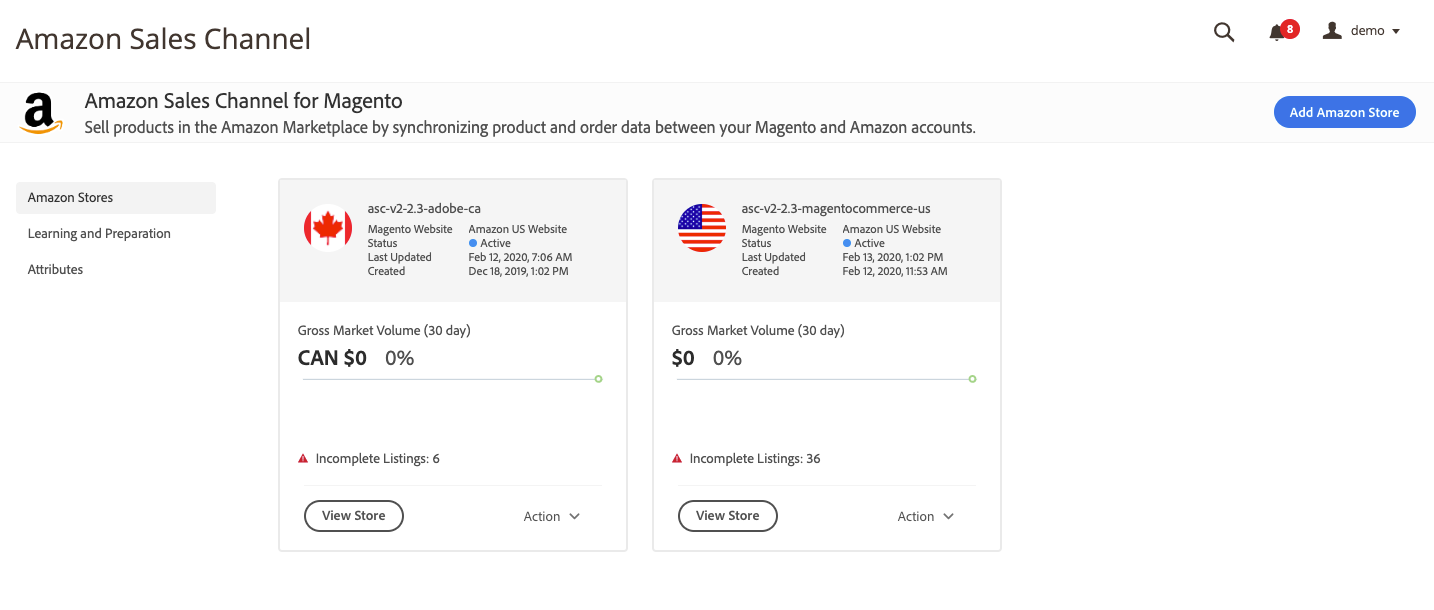 Amazon Sales Channel
8
demo
a
Amazon Sales Channel for Magento
Sell products in the Amazon Marketplace by synchronizing product and order data between your Magento and Amazon accounts.
Add Amazon Store
Amazon Stores
Learning and Preparation
Attributes
asc-v2-2.3-adobe-ca
Magento Website Amazon US Website
Status Active
Last Updated Feb 12, 2020, 7:06 AM
Created Dec 18, 2019, 1:02 PM
Gross Market Volume (30 day)
CAN $0 0%
Incomplete Listings: 6
View Store Action
asc-v2-2.3-magentocommerce-us
Magento Website Amazon US Website
Status Active
Last Updated Feb 13, 2020, 1:02 PM
Created Feb 12, 2020, 11:53 AM
Gross Market Volume (30 day)
$0 0%
Incomplete Listings: 36
View Store Action